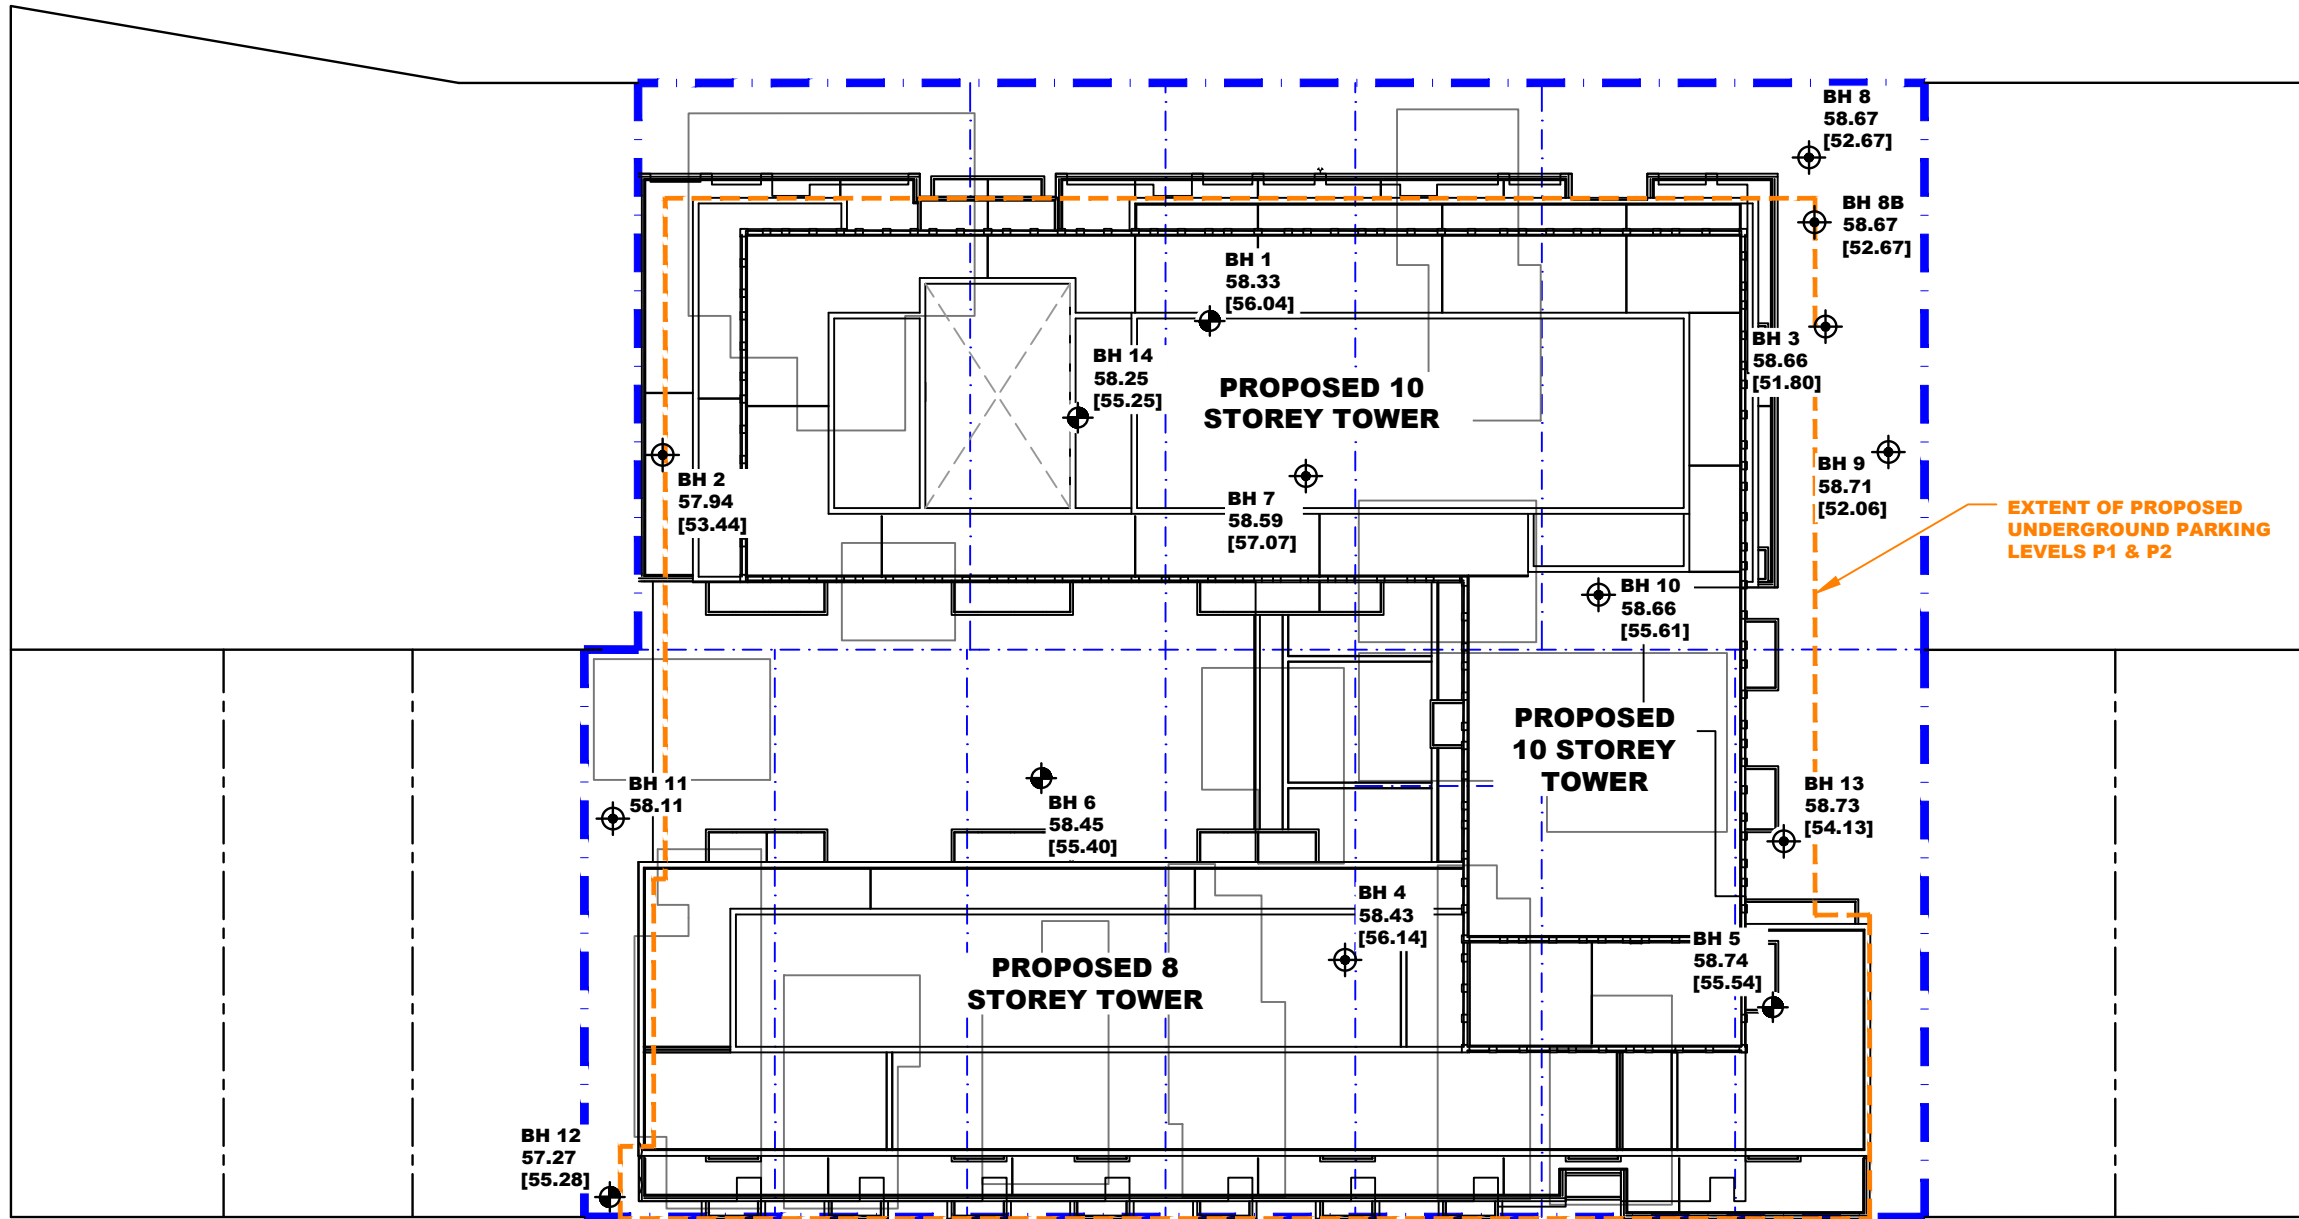 BH 8
58.67
[52.67]
BH 8B
58.67
[52.67]
BH 1
58.33
[56.04]
BH 3
58.66
[51.80]
BH 14
58.25
[55.25]
PROPOSED 10
STOREY TOWER
BH 2
57.94
[53.44]
BH 7
58.59
[57.07]
BH 9
58.71
[52.06]
EXTENT OF PROPOSED
UNDERGROUND PARKING
LEVELS P1 & P2
BH 10
58.66
[55.61]
PROPOSED
10 STOREY
TOWER
BH 11
58.11
BH 6
58.45
[55.40]
BH 13
58.73
[54.13]
BH 4
58.43
[56.14]
BH 5
58.74
[55.54]
PROPOSED 8
STOREY TOWER
BH 12
57.27
[55.28]